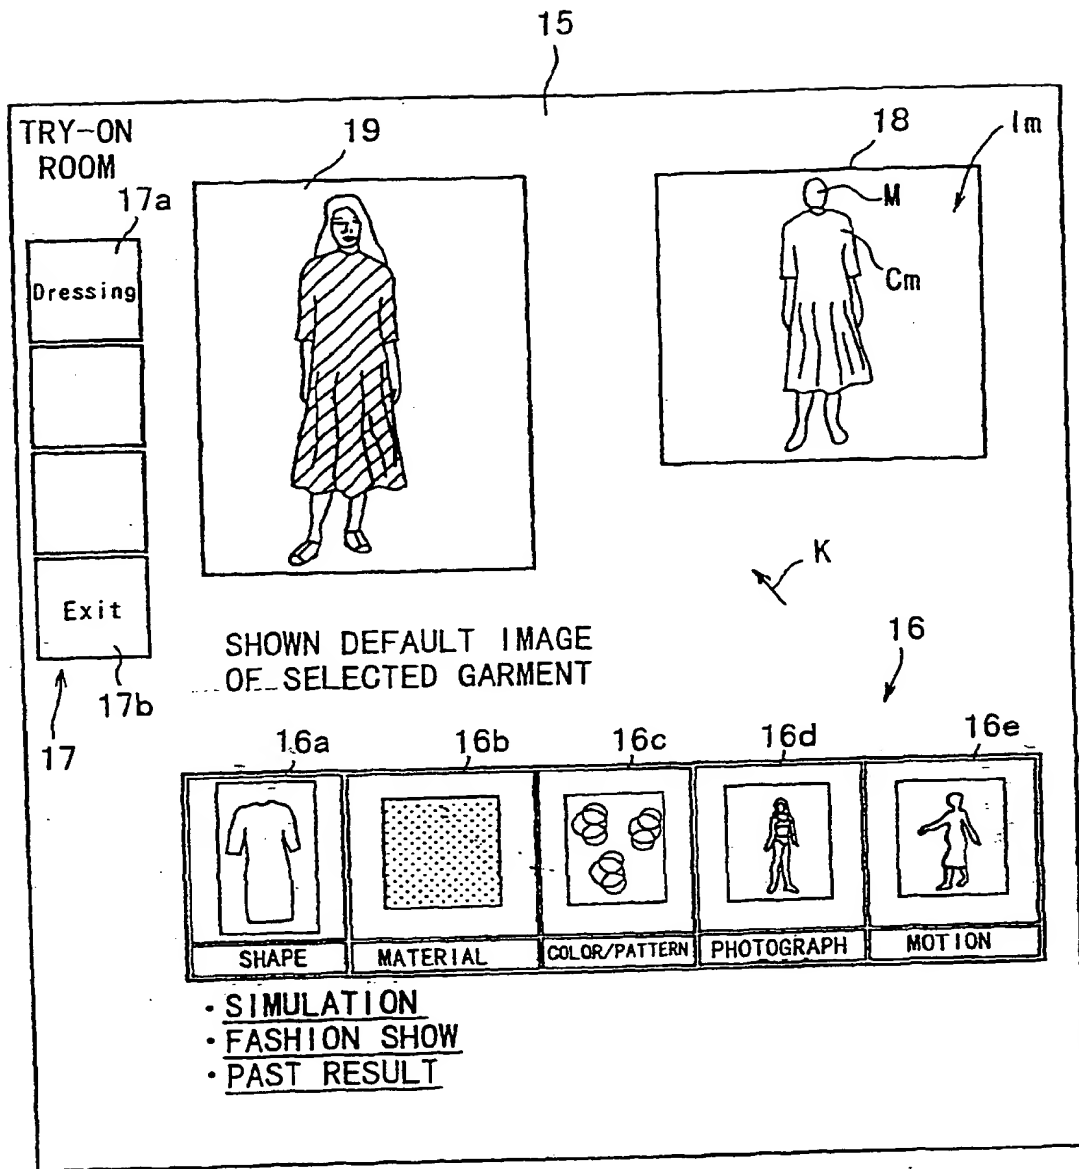 15
TRY-ON
ROOM
19
18
Im
17a
M
Dressing
Cm
K
Exit
SHOWN DEFAULT IMAGE
OF SELECTED GARMENT
16
17b
17
16a
16b
16c
16d
16e
SHAPE
MATERIAL
COLOR/PATTERN
PHOTOGRAPH
MOTION
· SIMULATION
· FASHION SHOW
· PAST RESULT